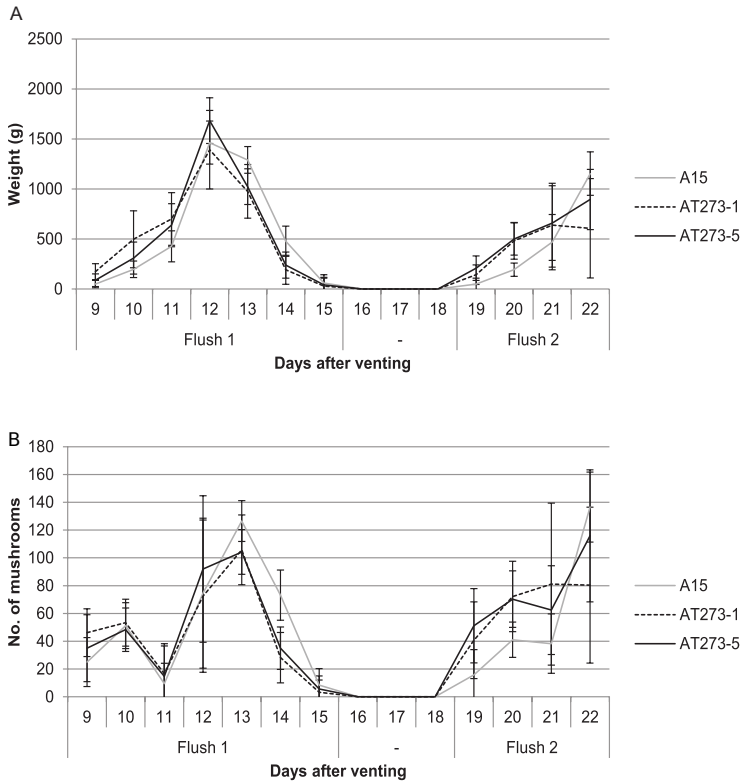 A
2500
2000
1500
1000
500
0
Weight (g)
9 10 11 12 13 14 15 16 17 18 19 20 21 22
Flush 1 - Flush 2
Days after venting
A15
AT273-1
AT273-5
B
180
160
140
120
100
80
60
40
20
0
No. of mushrooms
9 10 11 12 13 14 15 16 17 18 19 20 21 22
Flush 1 - Flush 2
Days after venting
A15
AT273-1
AT273-5